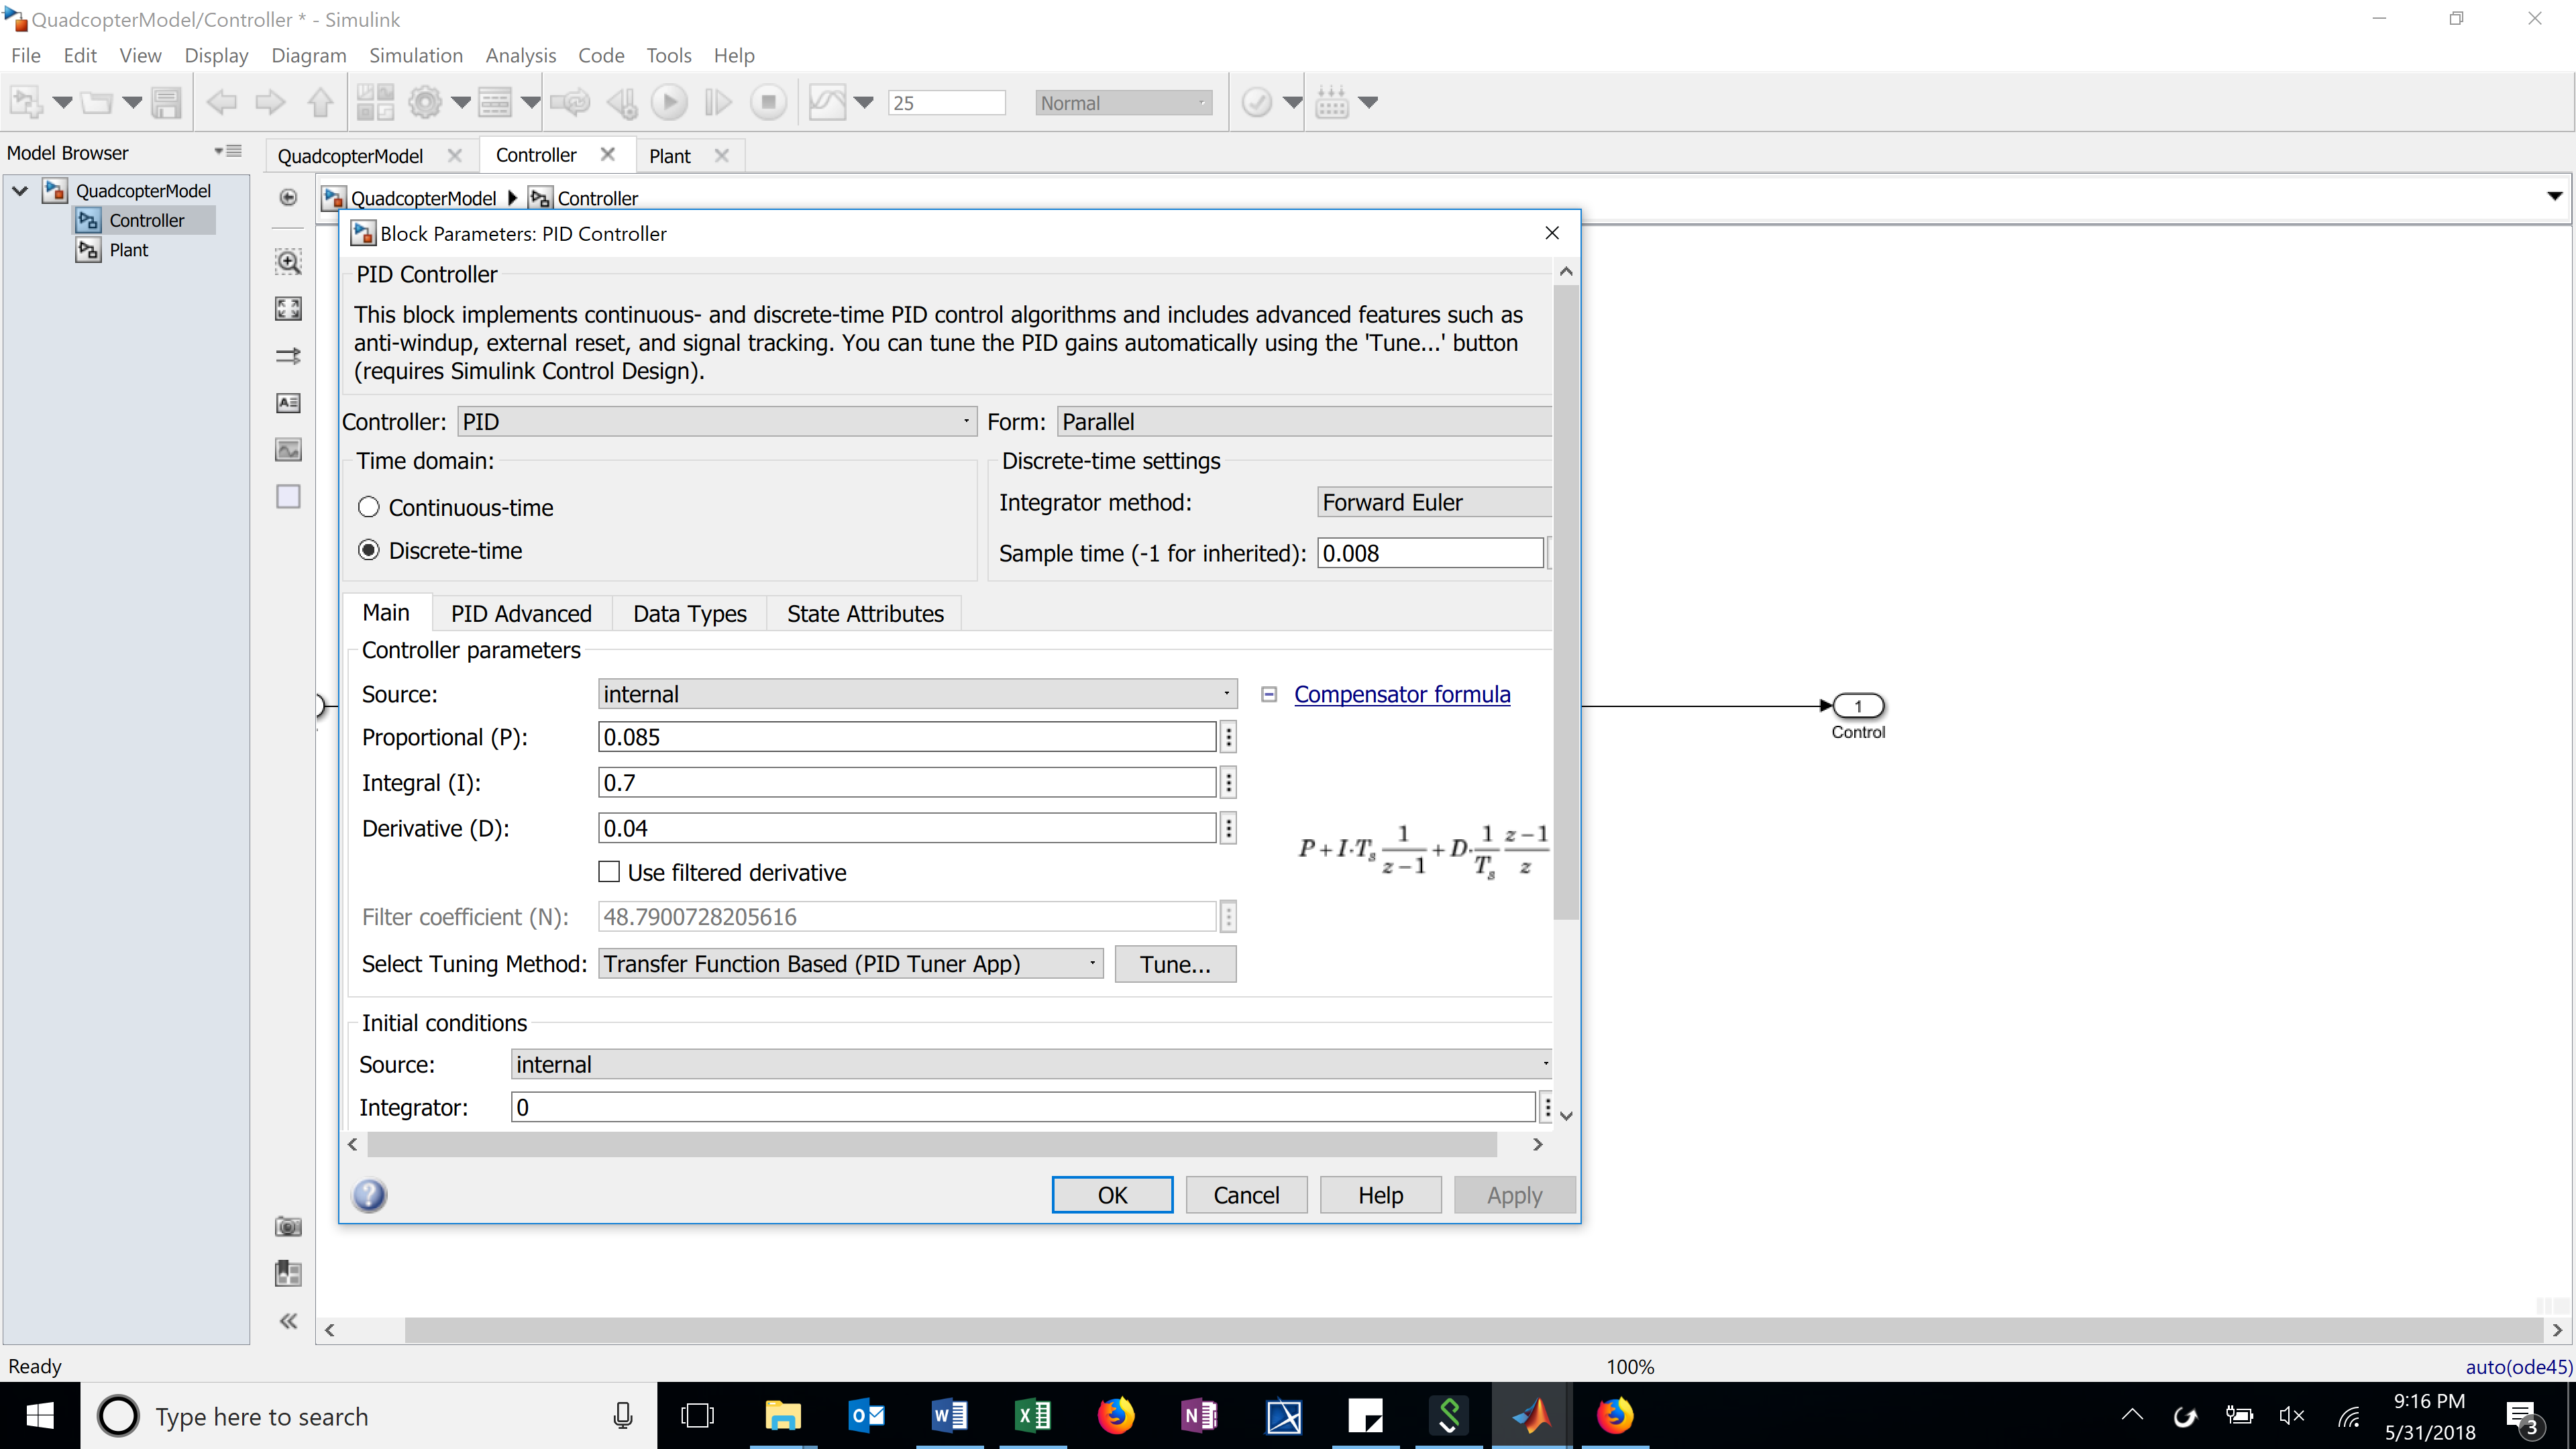 QuadcopterModel/Controller * - Simulink
File Edit View Display Diagram Simulation Analysis Code Tools Help
25 Normal
Model Browser
QuadcopterModel Controller Plant
QuadcopterModel
Controller
Plant
QuadcopterModel Controller
Block Parameters: PID Controller
PID Controller
This block implements continuous- and discrete-time PID control algorithms and includes advanced features such as
anti-windup, external reset, and signal tracking. You can tune the PID gains automatically using the 'Tune...' button
(requires Simulink Control Design).
Controller: PID Form: Parallel
Time domain:
Continuous-time
Discrete-time
Discrete-time settings
Integrator method: Forward Euler
Sample time (-1 for inherited): 0.008
Main PID Advanced Data Types State Attributes
Controller parameters
Source: internal Compensator formula
Proportional (P): 0.085
Integral (I): 0.7
Derivative (D): 0.04
Use filtered derivative
P+I·Ts 1/(z−1) + D·1/Ts (z−1)/z
Filter coefficient (N): 48.7900728205616
Select Tuning Method: Transfer Function Based (PID Tuner App) Tune...
Initial conditions
Source: internal
Integrator: 0
OK Cancel Help Apply
1
Control
Ready 100% auto(ode45)
Type here to search
9:16 PM
5/31/2018
3